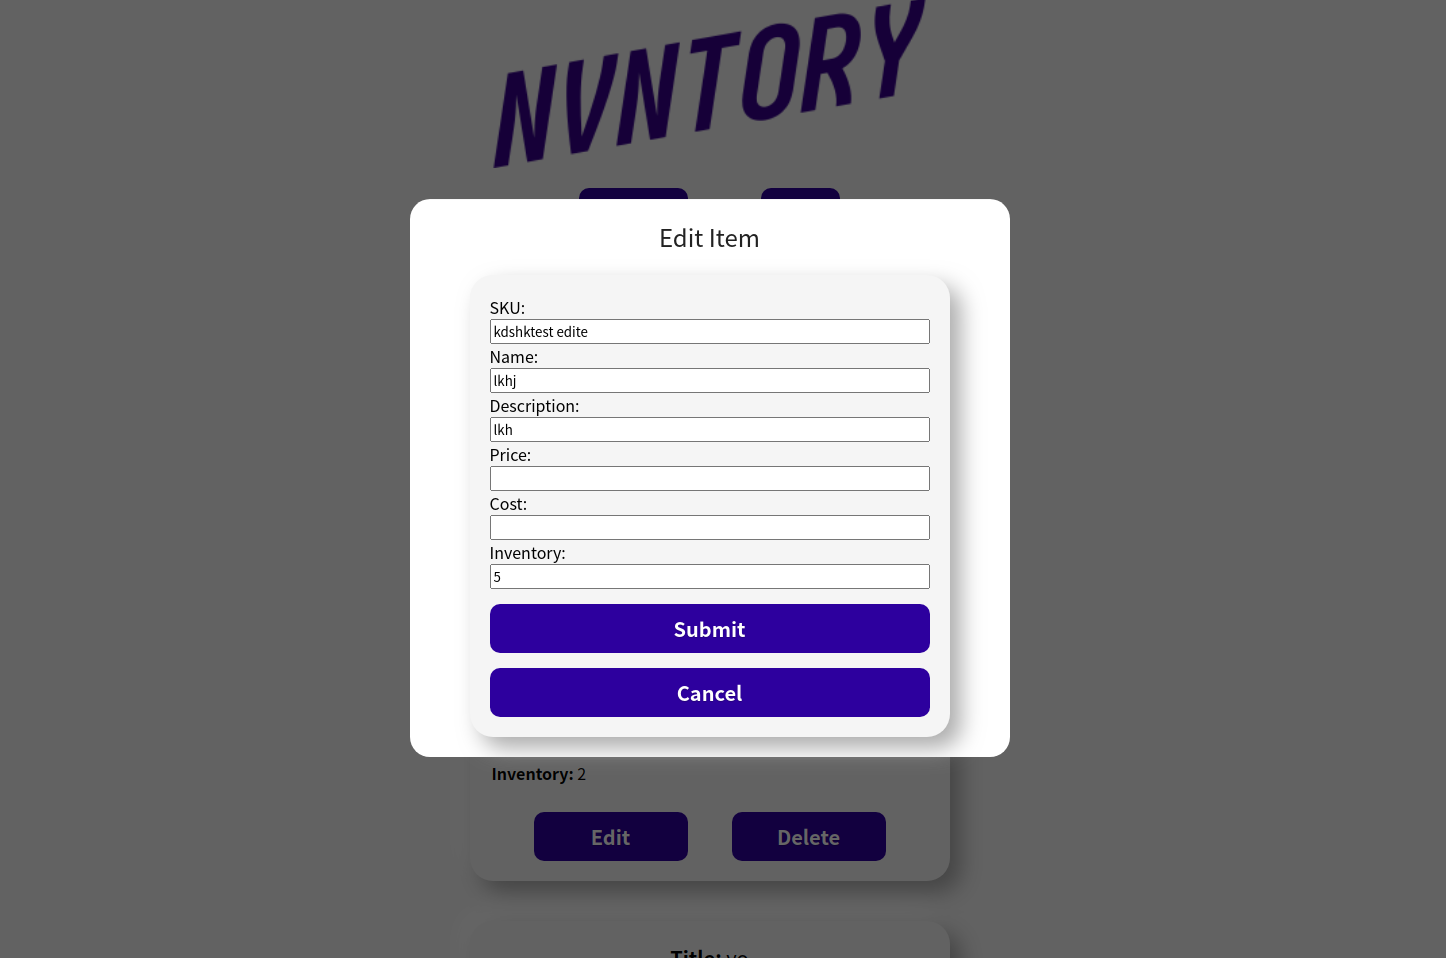 NVNTORY
Edit Item
SKU:
kdshktest edite
Name:
lkhj
Description:
lkh
Price:
Cost:
Inventory:
5
Submit
Cancel
Inventory: 2
Edit
Delete
Title: yo